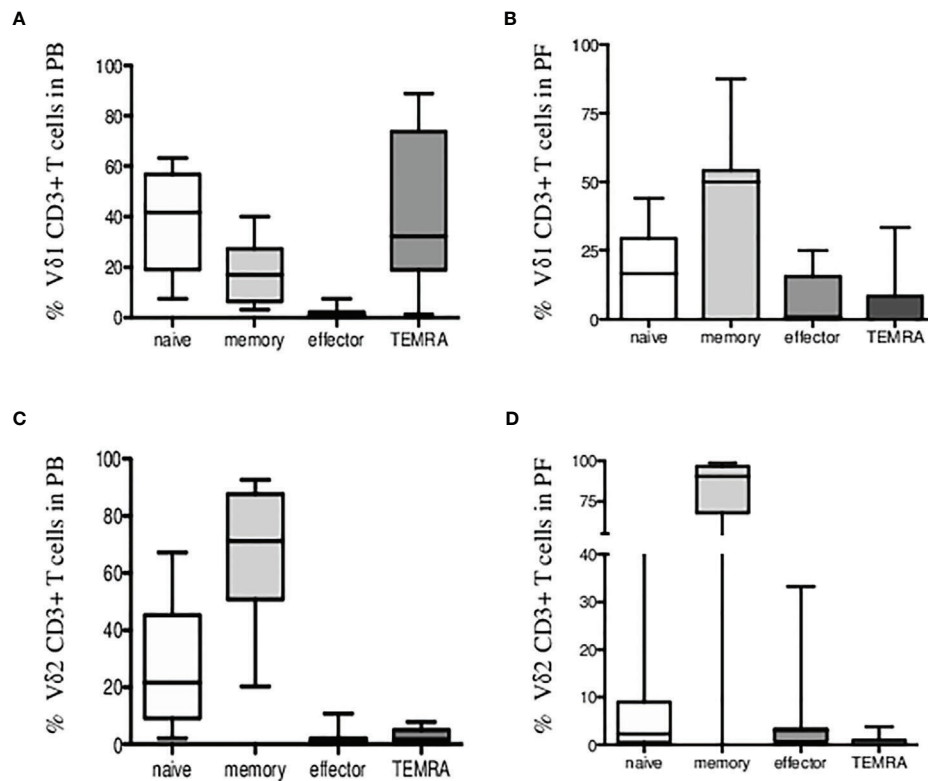 A
% Vδ1 CD3+ T cells in PB
100
80
60
40
20
0
naive memory effector TEMRA
B
% Vδ1 CD3+ T cells in PF
100
75
50
25
0
naive memory effector TEMRA
C
% Vδ2 CD3+ T cells in PB
100
80
60
40
20
0
naive memory effector TEMRA
D
% Vδ2 CD3+ T cells in PF
100
75
40
30
20
10
0
naive memory effector TEMRA